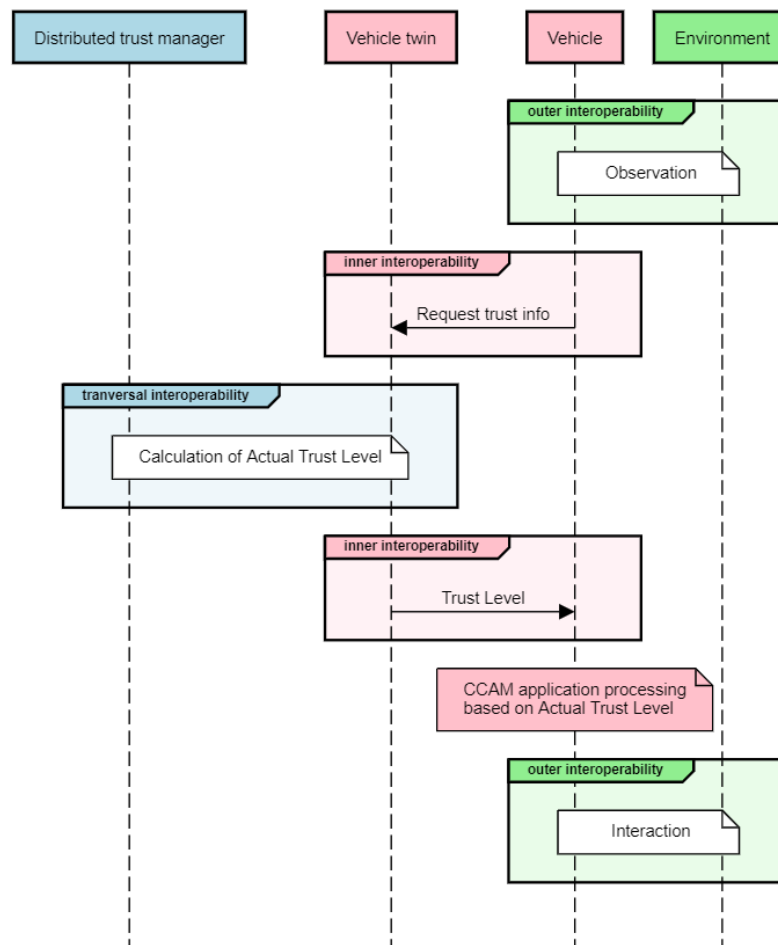 Distributed trust manager
Vehicle twin
Vehicle
Environment
outer interoperability
Observation
inner interoperability
Request trust info
tranversal interoperability
Calculation of Actual Trust Level
inner interoperability
Trust Level
CCAM application processing
based on Actual Trust Level
outer interoperability
Interaction